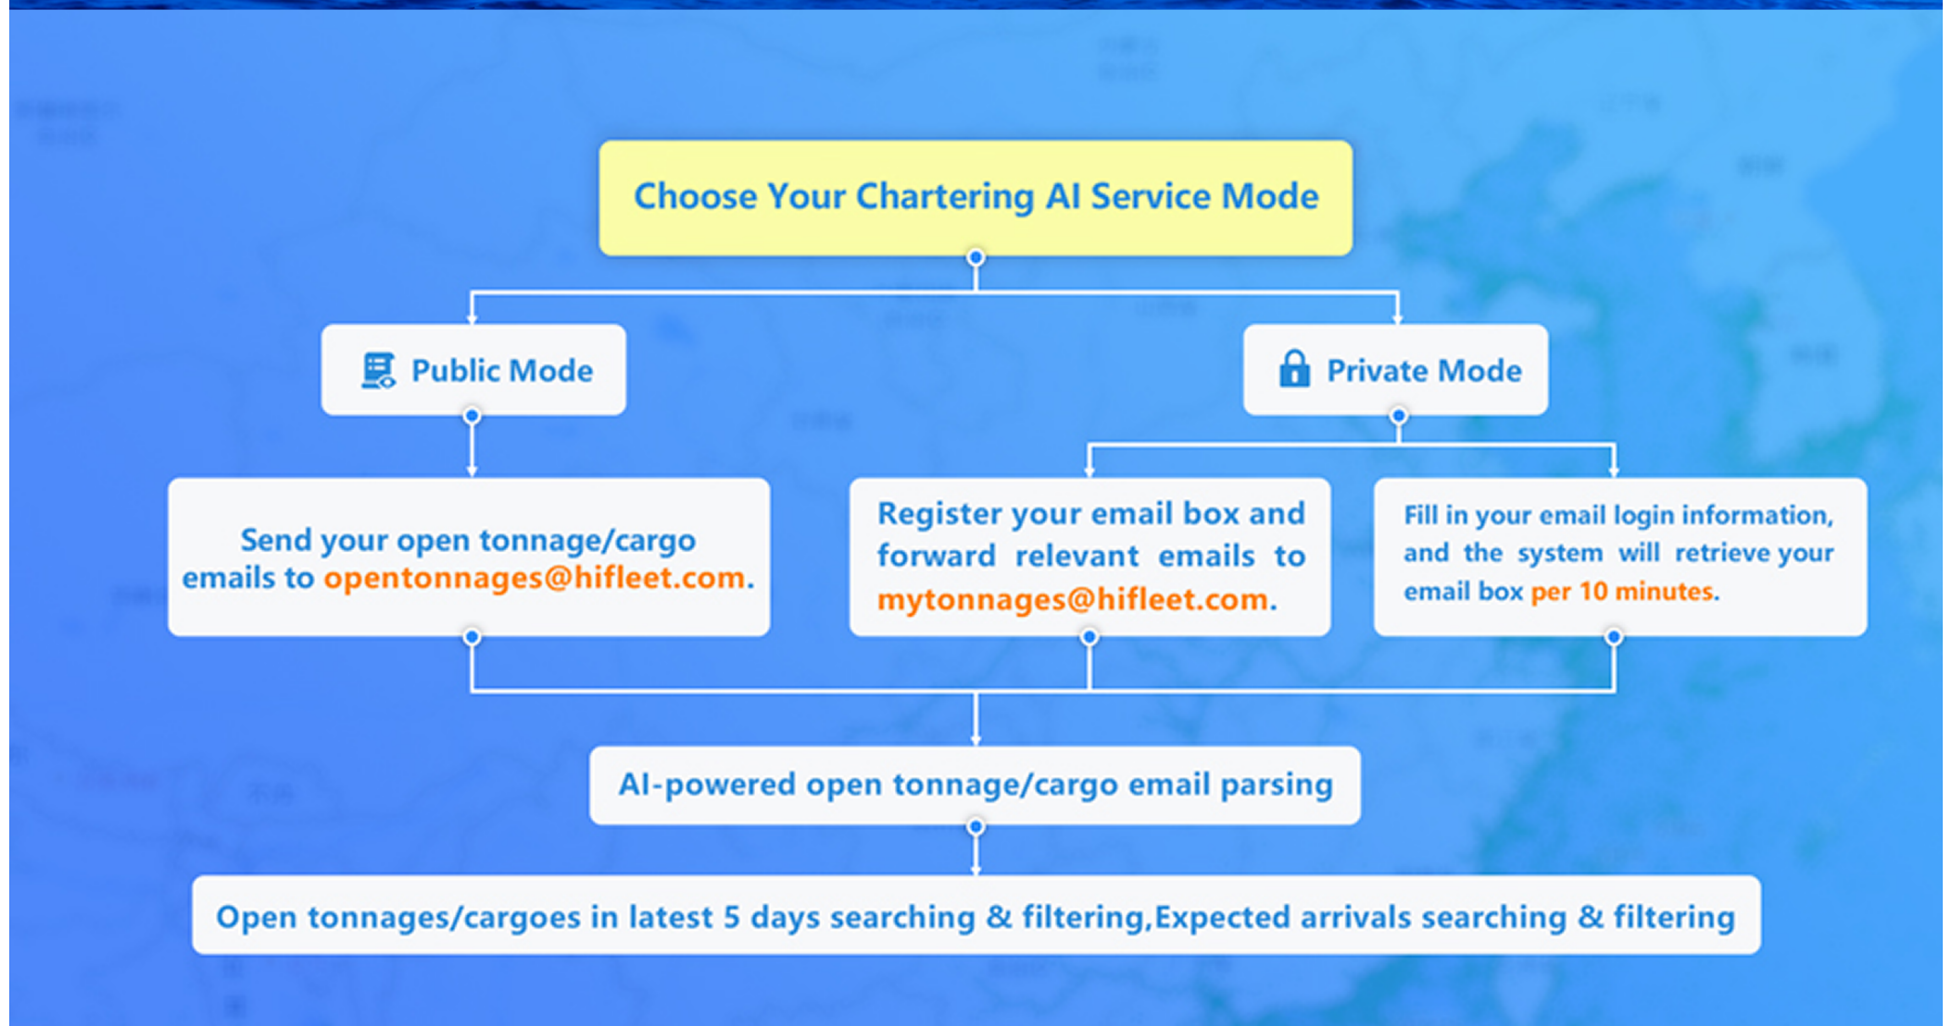 Choose Your Chartering AI Service Mode
Public Mode
Private Mode
Send your open tonnage/cargo
emails to opentonnages@hifleet.com.
Register your email box and
forward relevant emails to
mytonnages@hifleet.com.
Fill in your email login information,
and the system will retrieve your
email box per 10 minutes.
AI-powered open tonnage/cargo email parsing
Open tonnages/cargoes in latest 5 days searching & filtering,Expected arrivals searching & filtering